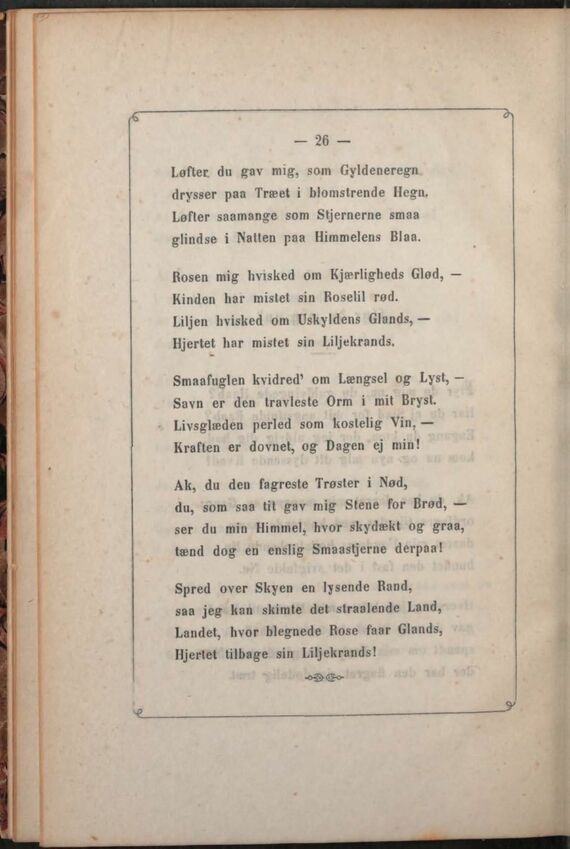 — 26 —
Løfter du gav mig, som Gyldeneregn
drysser paa Træet i blomstrende Hegn.
Løfter saamange som Stjernerne smaa
glindse i Natten paa Himmelens Blaa.
Rosen mig hvisked om Kjærligheds Glød, —
Kinden har mistet sin Roselil rød.
Liljen hvisked om Uskyldens Glands, —
Hjertet har mistet sin Liljekrands.
Smaafuglen kvidred' om Længsel og Lyst, —
Savn er den travleste Orm i mit Bryst.
Livsglæden perled som kostelig Vin, —
Kraften er dovnet, og Dagen ej min!
Ak, du den fagreste Trøster i Nød,
du, som saa tit gav mig Stene for Brød, —
ser du min Himmel, hvor skydækt og graa,
tænd dog en enslig Smaastjerne derpaa!
Spred over Skyen en lysende Rand,
saa jeg kan skimte det straalende Land,
Landet, hvor blegnede Rose faar Glands,
Hjertet tilbage sin Liljekrands!